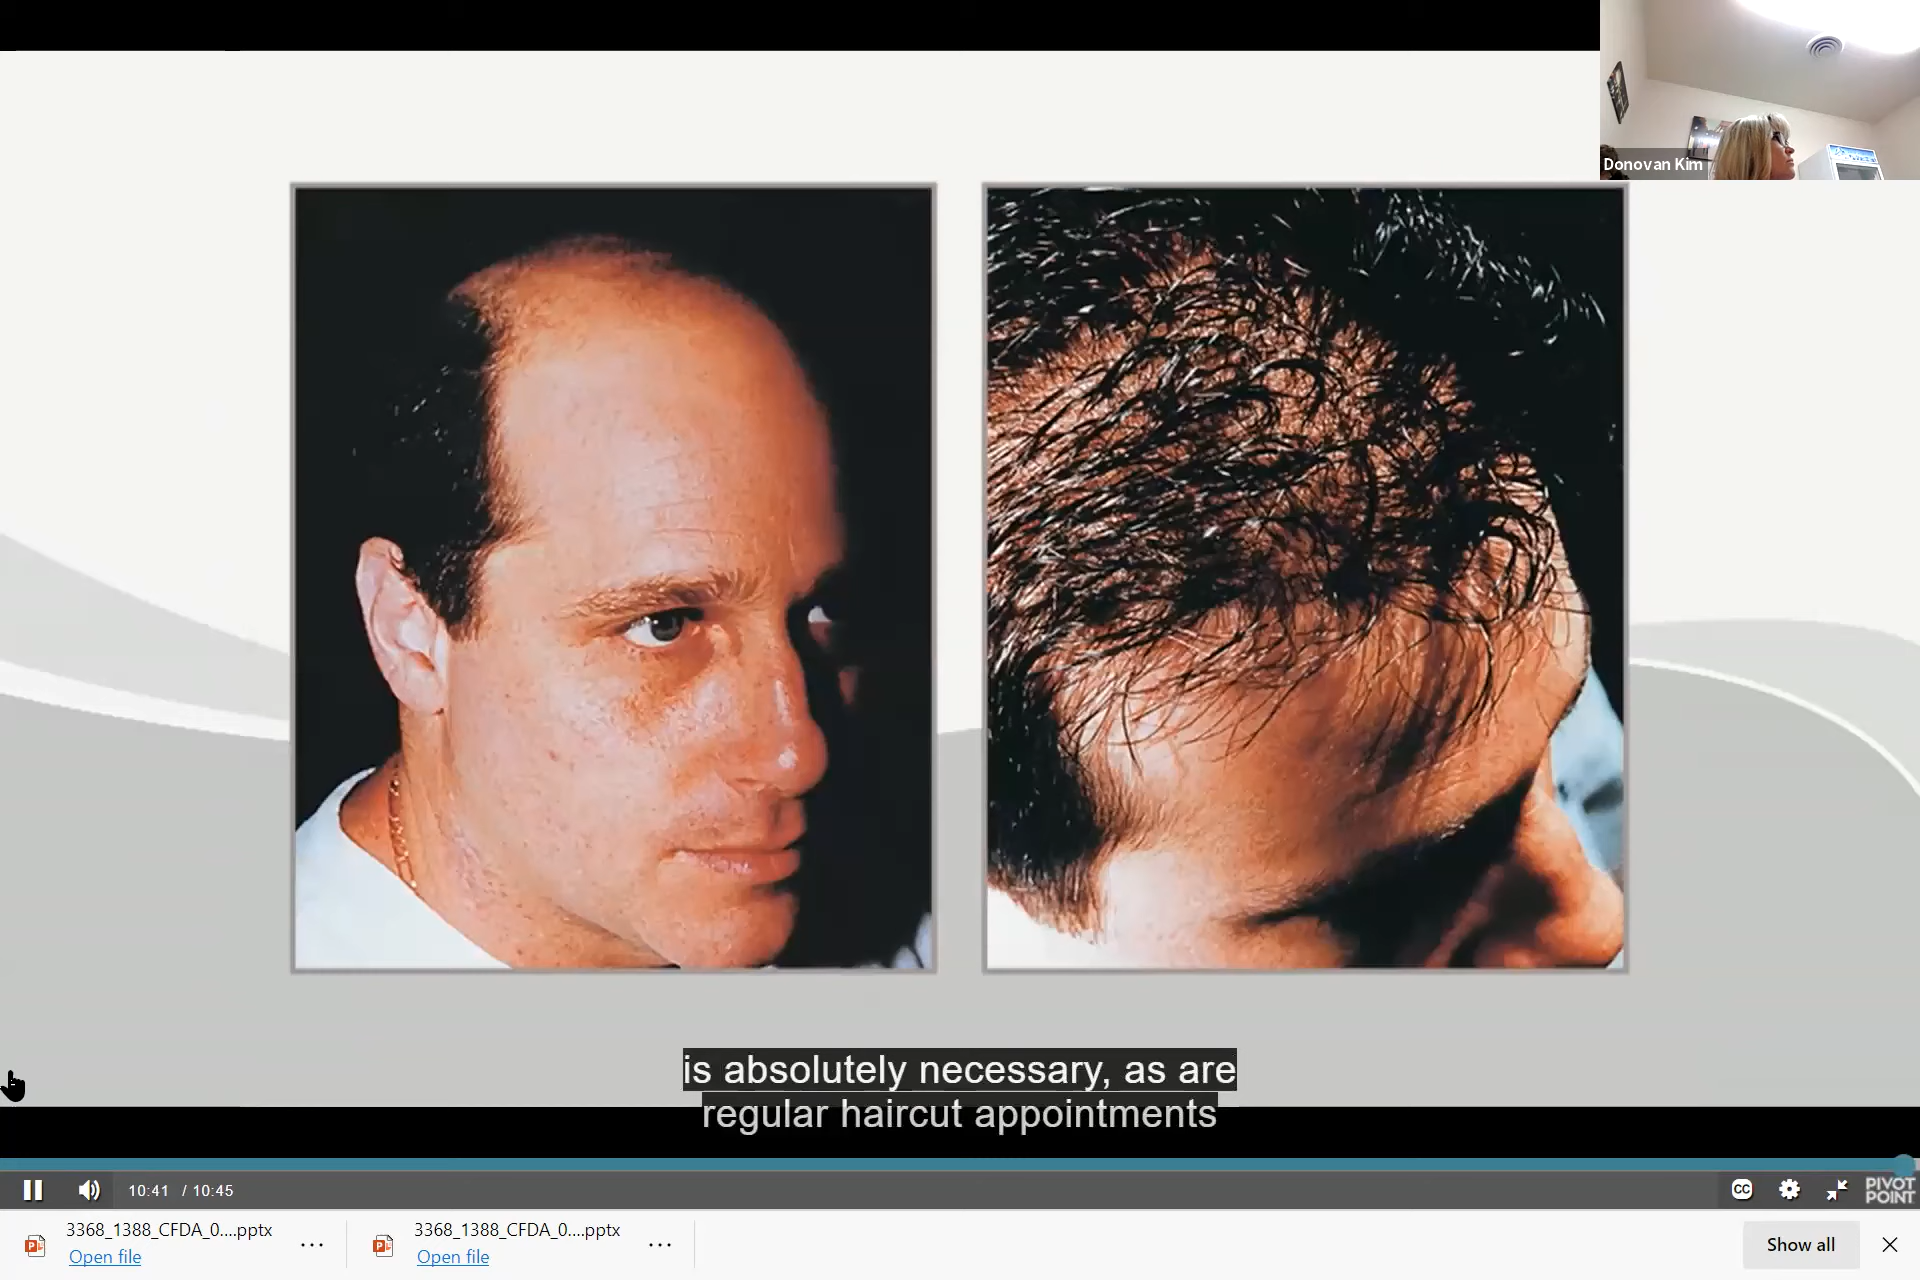 Donovan Kim
is absolutely necessary, as are
regular haircut appointments
10:41 / 10:45
CC
PIVOT
POINT
3368_1388_CFDA_0....pptx
Open file
3368_1388_CFDA_0....pptx
Open file
Show all